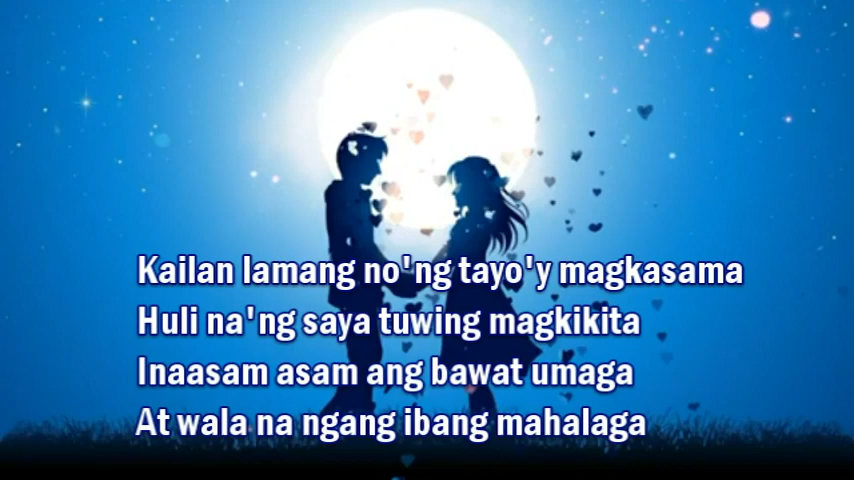 Kailan lamang no'ng tayo'y magkasama
Huli na'ng saya tuwing magkikita
Inaasam asam ang bawat umaga
At wala na ngang ibang mahalaga